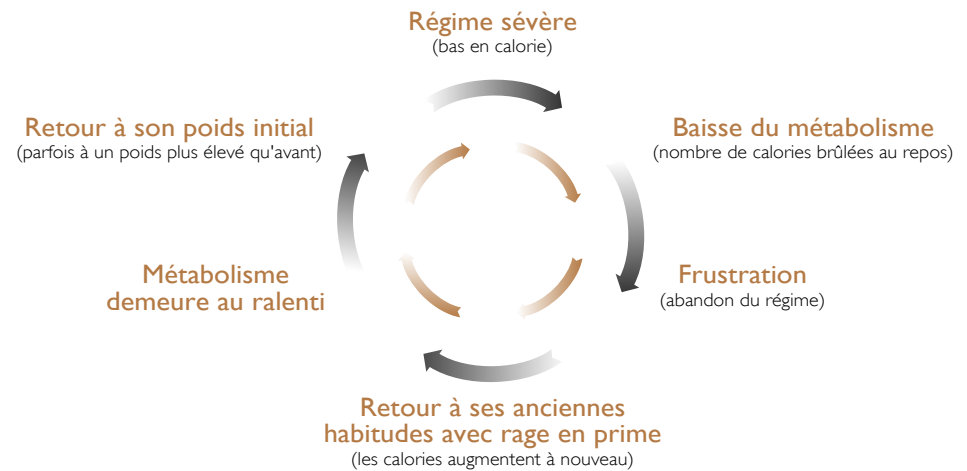 Régime sévère
(bas en calorie)
Baisse du métabolisme
(nombre de calories brûlées au repos)
Frustration
(abandon du régime)
Retour à ses anciennes
habitudes avec rage en prime
(les calories augmentent à nouveau)
Métabolisme
demeure au ralenti
Retour à son poids initial
(parfois à un poids plus élevé qu'avant)